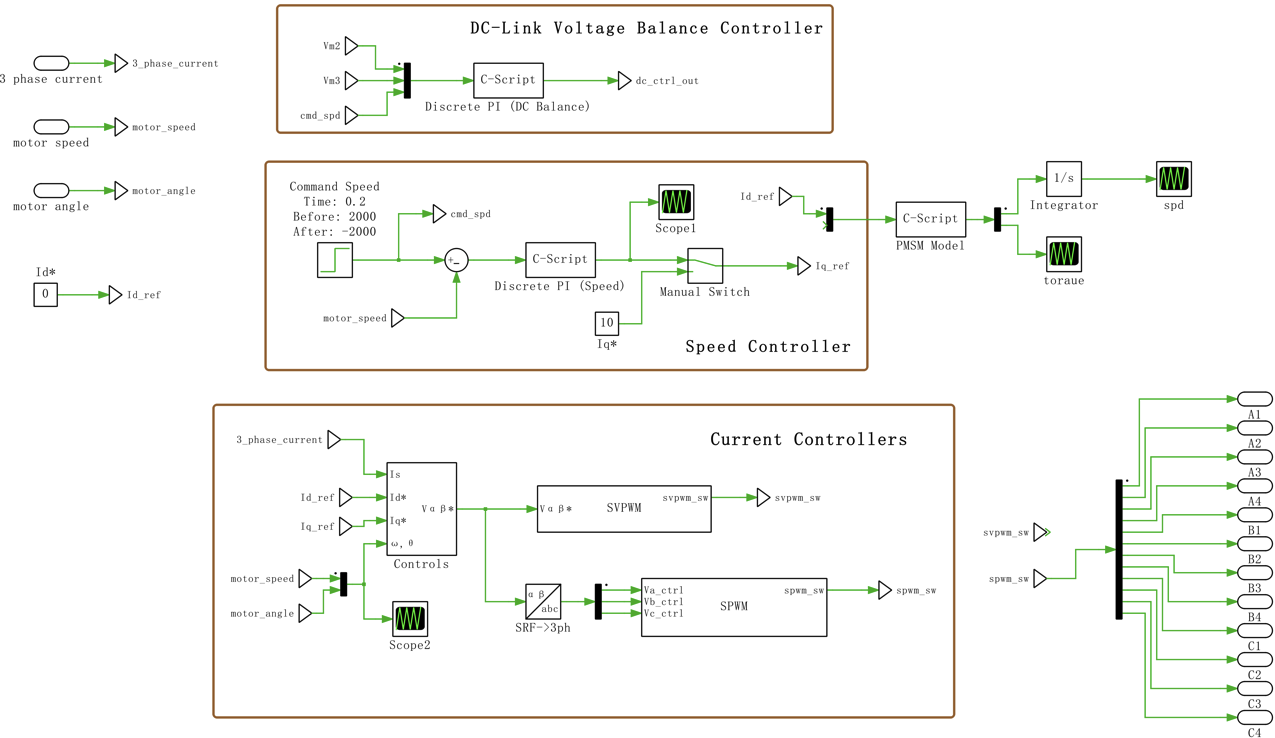 DC-Link Voltage Balance Controller
Vm2
Vm3
cmd_spd
C-Script
Discrete PI (DC Balance)
dc_ctrl_out
3 phase current
3_phase_current
motor speed
motor_speed
motor angle
motor_angle
Id*
0
Id_ref
Command Speed
Time: 0.2
Before: 2000
After: -2000
cmd_spd
+
−
motor_speed
C-Script
Discrete PI (Speed)
Scope1
Manual Switch
10
Iq*
Id_ref
Iq_ref
Speed Controller
C-Script
PMSM Model
1/s
Integrator
spd
toraue
Current Controllers
3_phase_current
Id_ref
Iq_ref
motor_speed
motor_angle
Is
Id*
Iq*
ω, θ
Vαβ*
Controls
Scope2
Vαβ*
SVPWM
svpwm_sw
svpwm_sw
αβ
abc
SRF->3ph
Va_ctrl
Vb_ctrl
Vc_ctrl
SPWM
spwm_sw
spwm_sw
svpwm_sw
spwm_sw
A1
A2
A3
A4
B1
B2
B3
B4
C1
C2
C3
C4